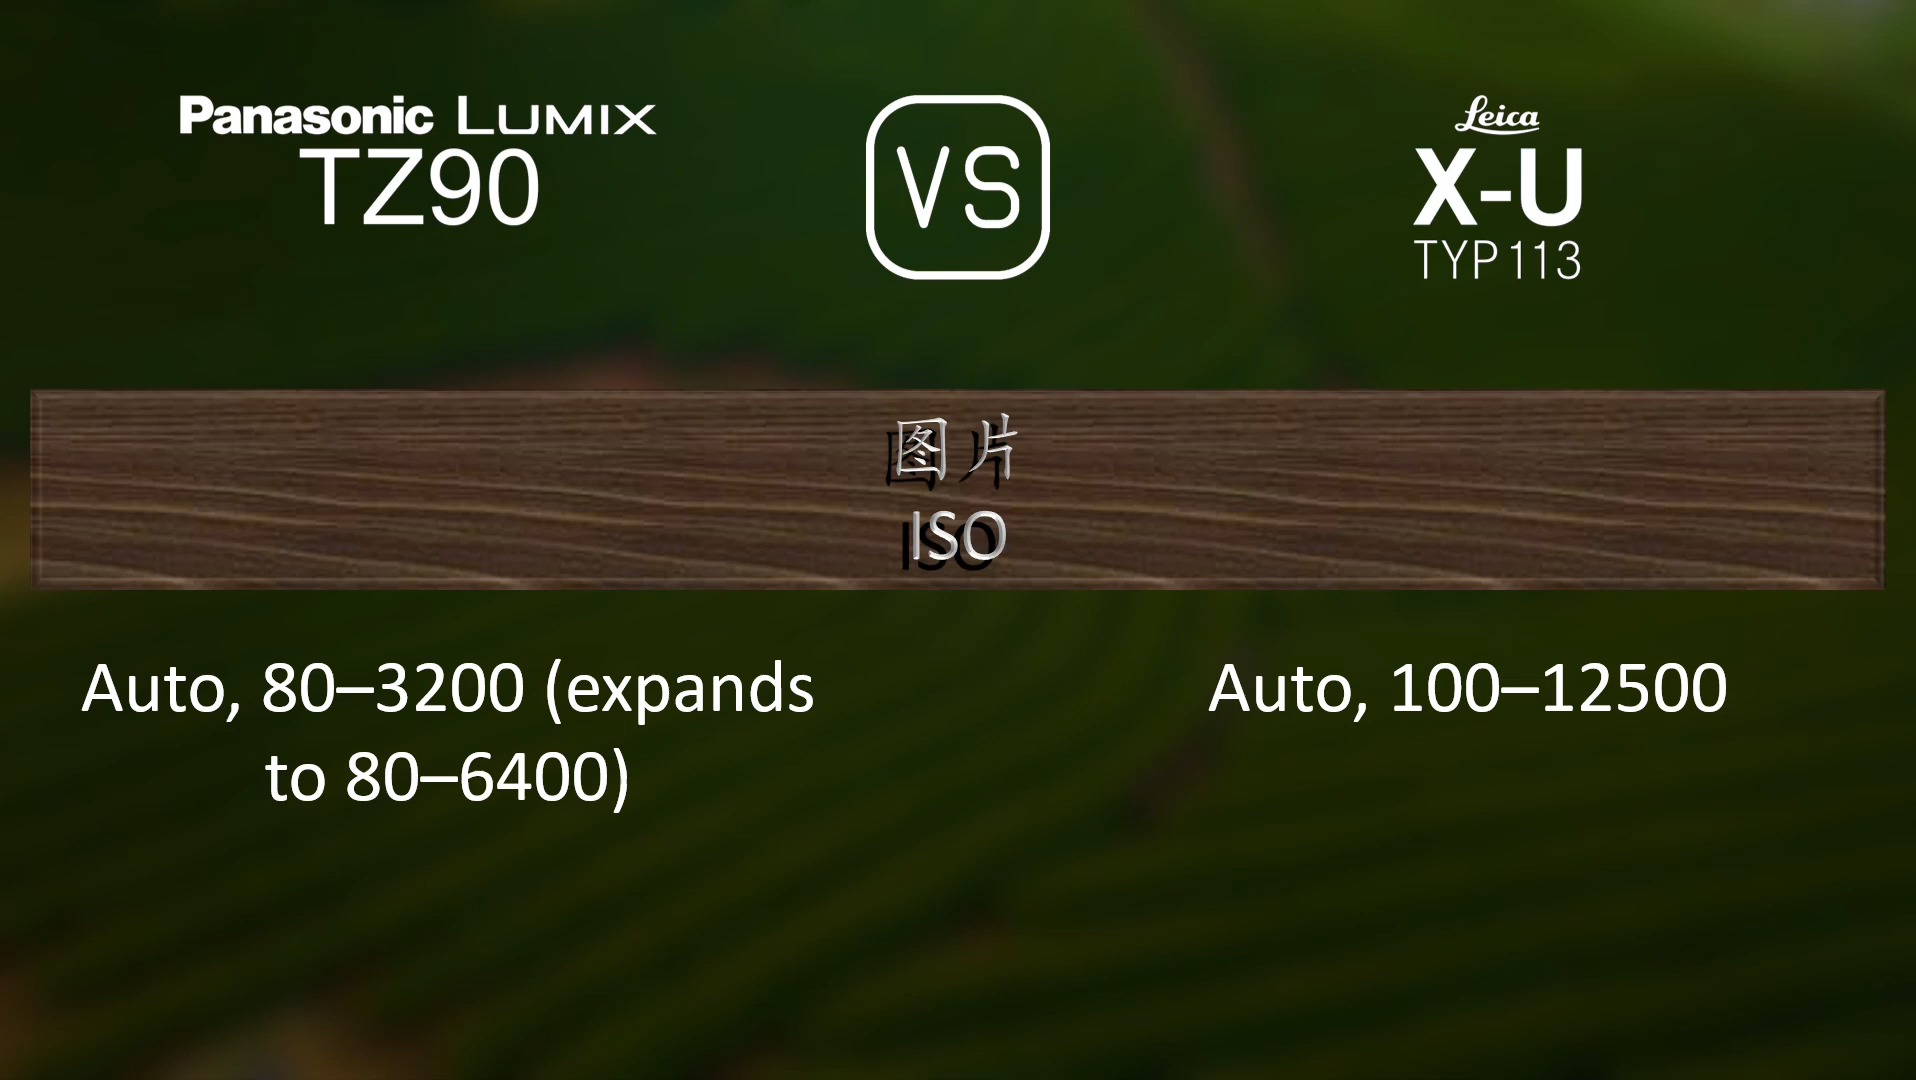 Panasonic LUMIX
TZ90
VS
Leica
X-U
TYP 113
图片
ISO
Auto, 80–3200 (expands
to 80–6400)
Auto, 100–12500